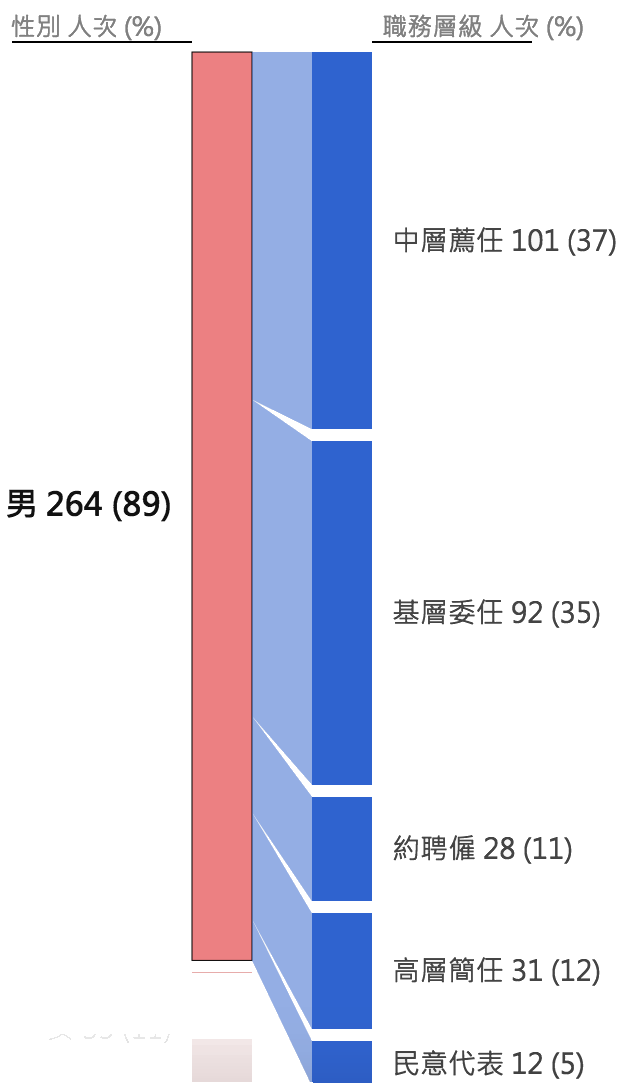 性別 人次 (%)
職務層級 人次 (%)
中層薦任 101 (37)
男 264 (89)
基層委任 92 (35)
約聘僱 28 (11)
高層簡任 31 (12)
民意代表 12 (5)